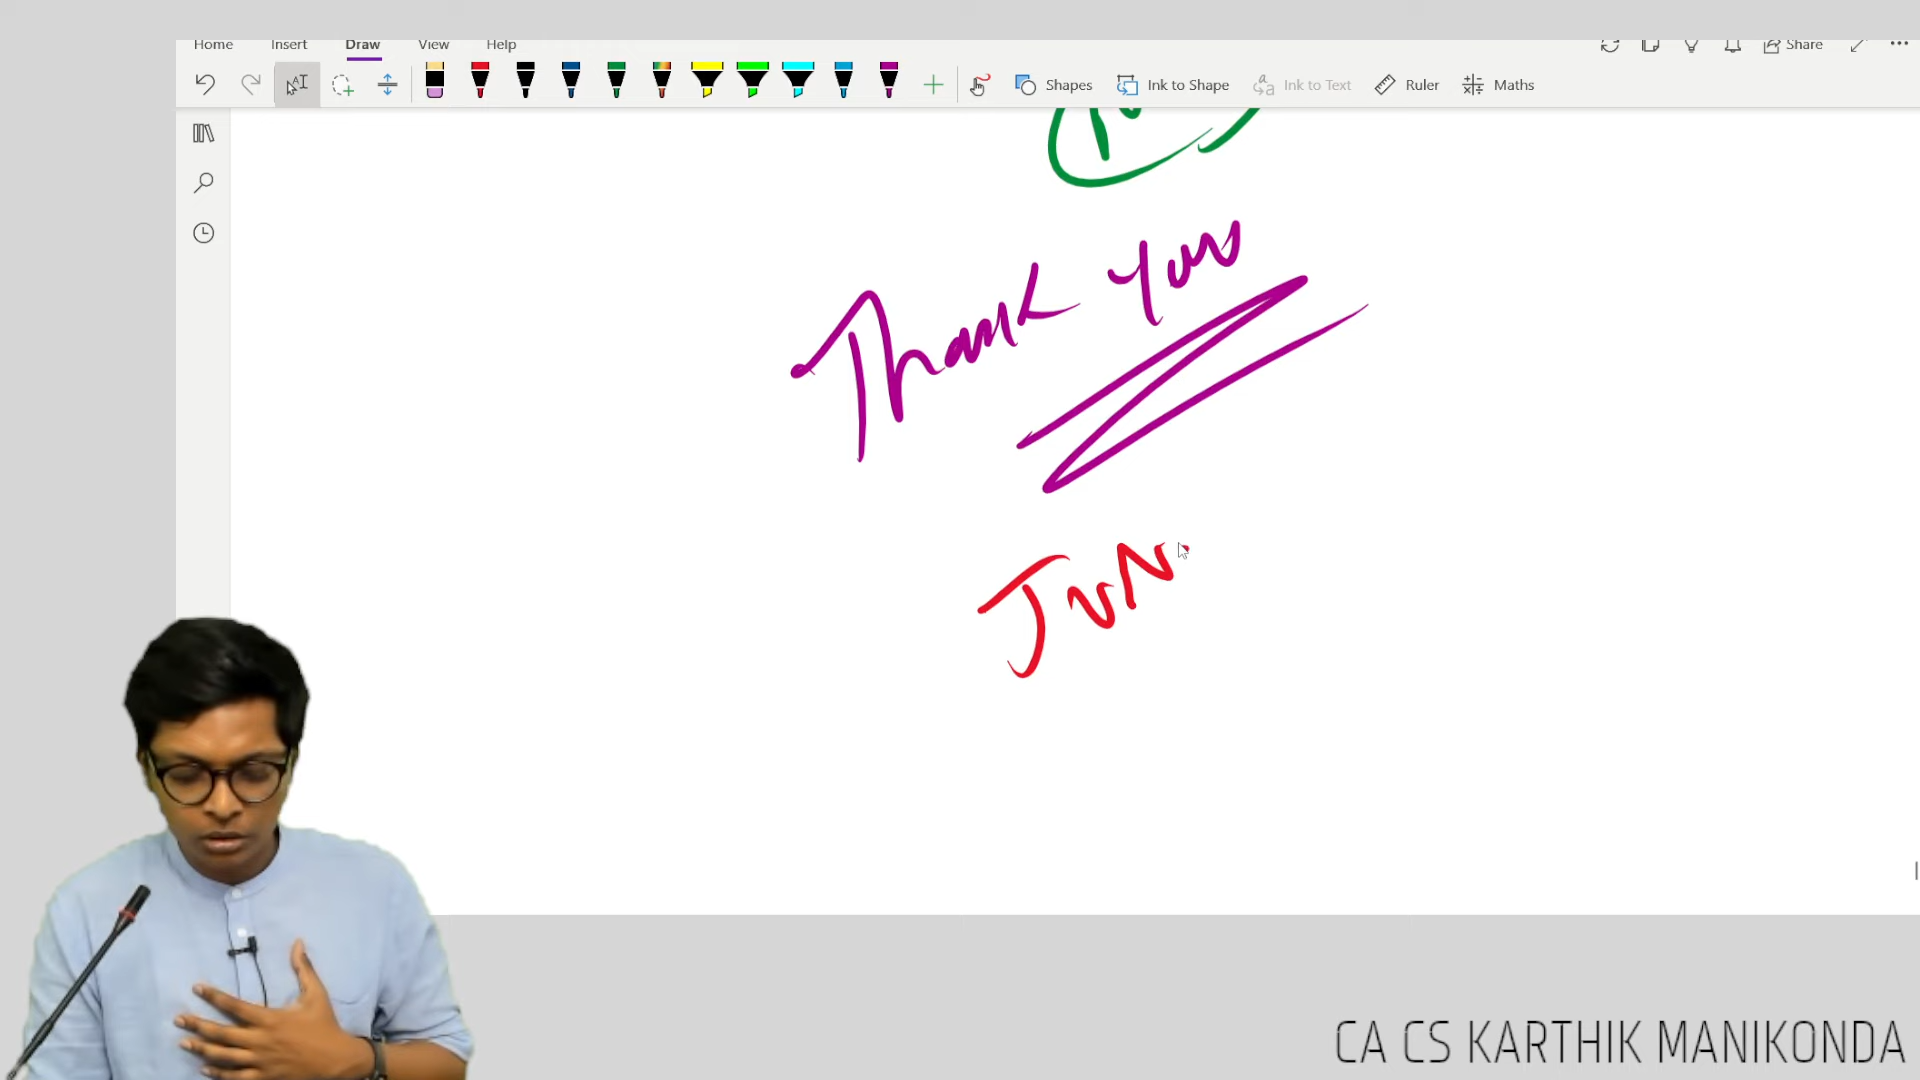 Home Insert Draw View Help Share
Shapes Ink to Shape Ink to Text Ruler Maths
Thank You
CA CS KARTHIK MANIKONDA